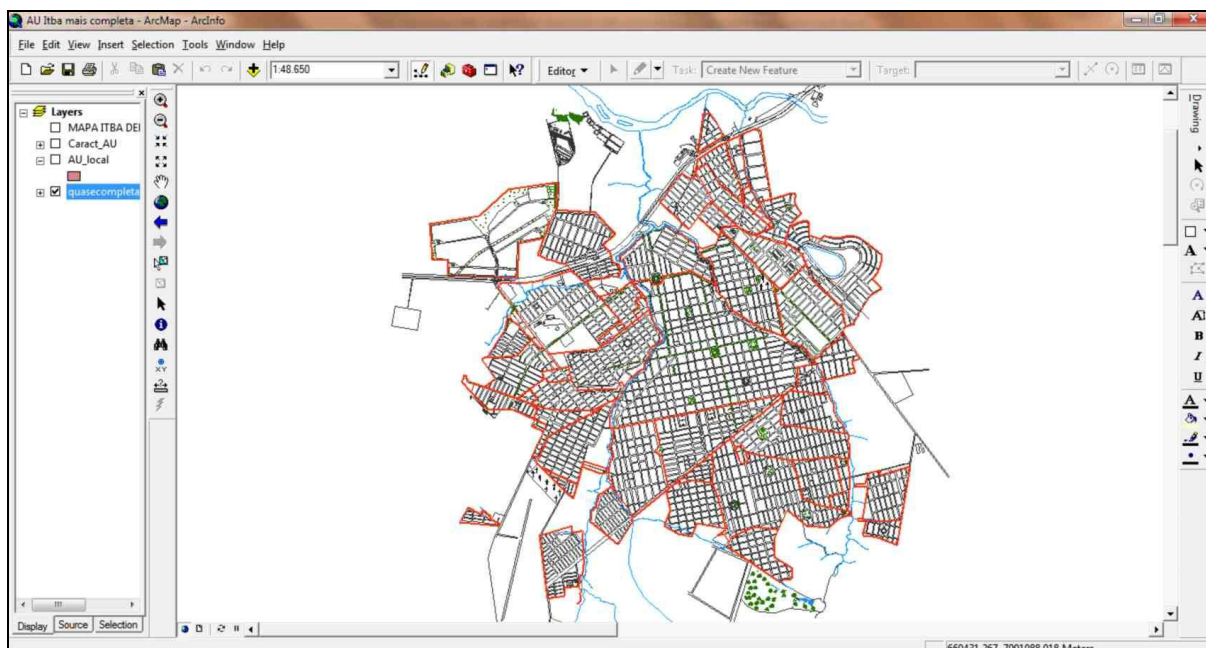 AU Itba mais completa - ArcMap - ArcInfo
File Edit View Insert Selection Tools Window Help
1:48.650
Editor
Task: Create New Feature
Target:
Layers
MAPA ITBA DEI
Caract_AU
AU_local
quasecompleta
Drawing
A
A
A
B
I
U
A
XY
Display Source Selection